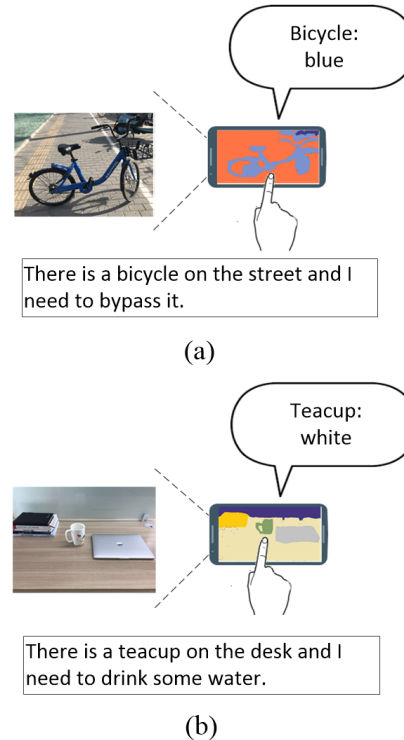 Bicycle:
blue
There is a bicycle on the street and I
need to bypass it.
(a)
Teacup:
white
There is a teacup on the desk and I
need to drink some water.
(b)